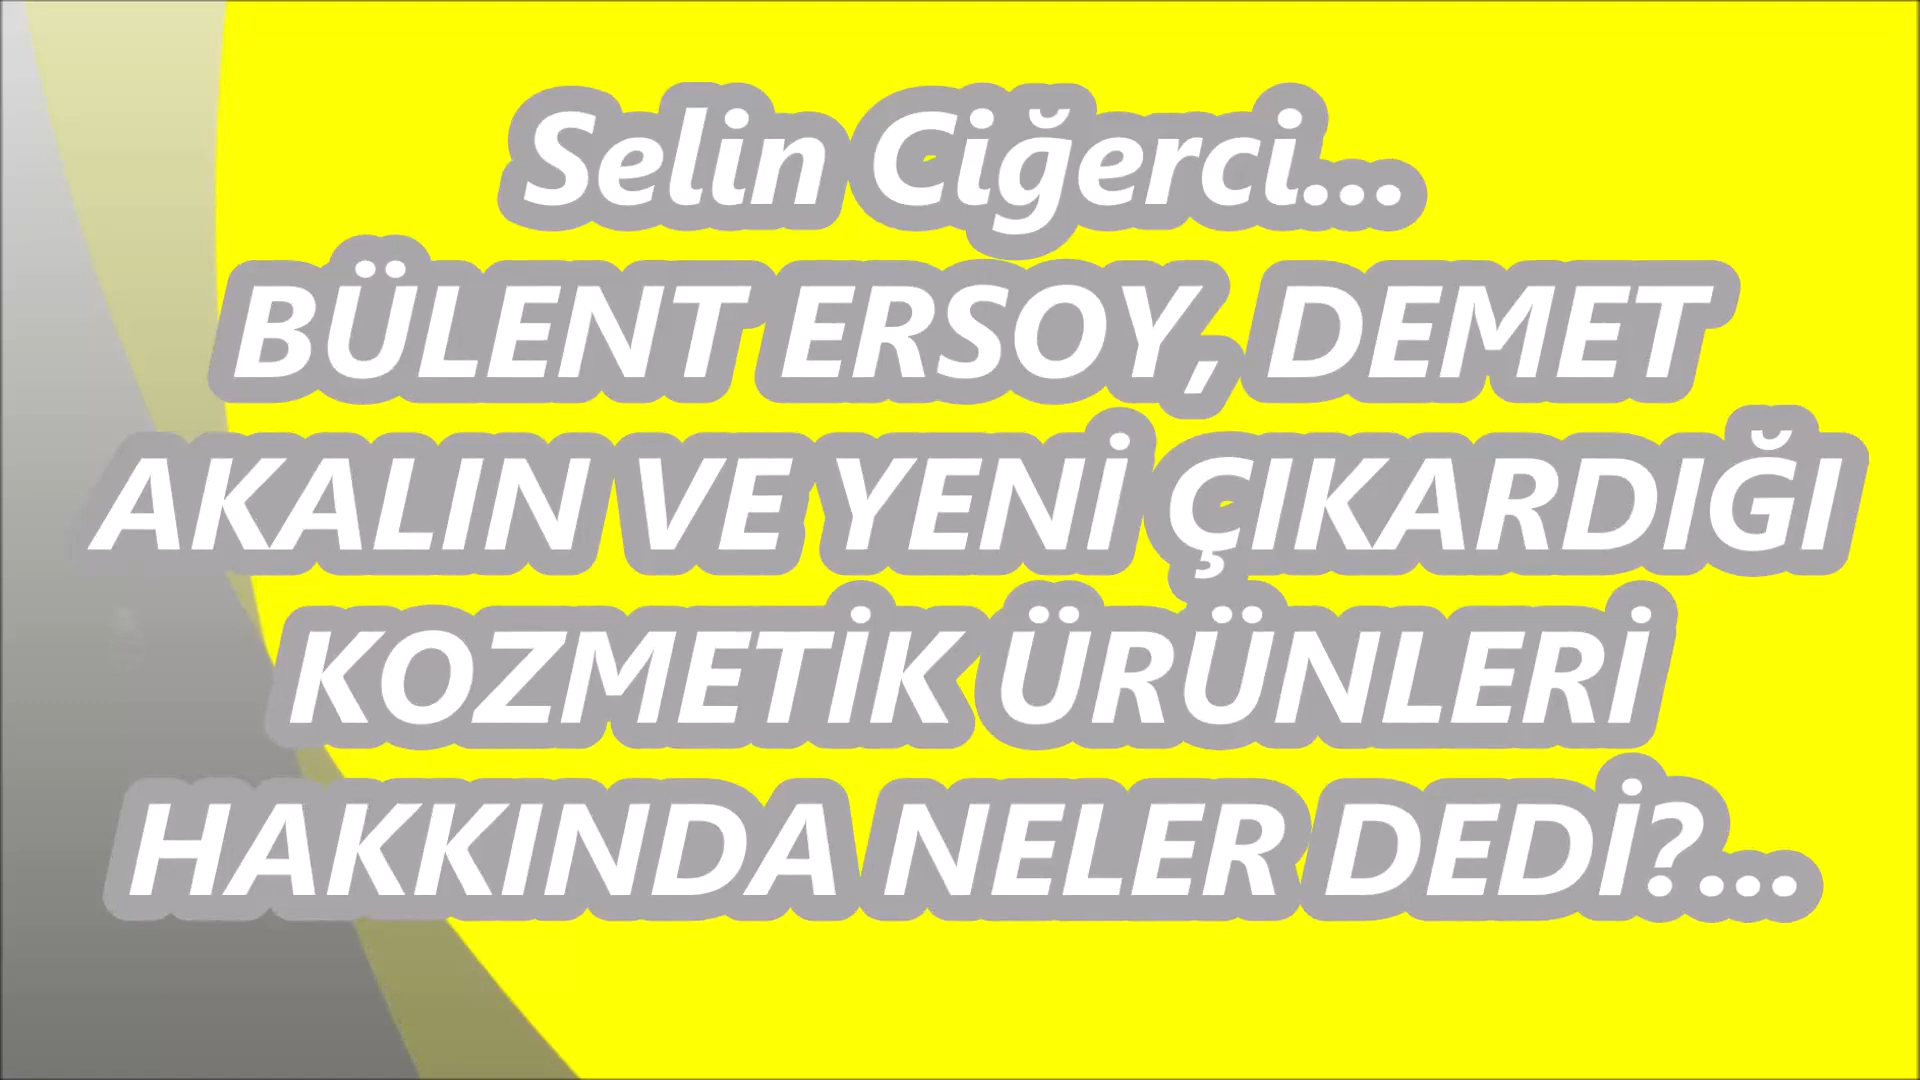 Selin Ciğerci...
BÜLENT ERSOY, DEMET
AKALIN VE YENİ ÇIKARDIĞI
KOZMETİK ÜRÜNLERİ
HAKKINDA NELER DEDİ?...